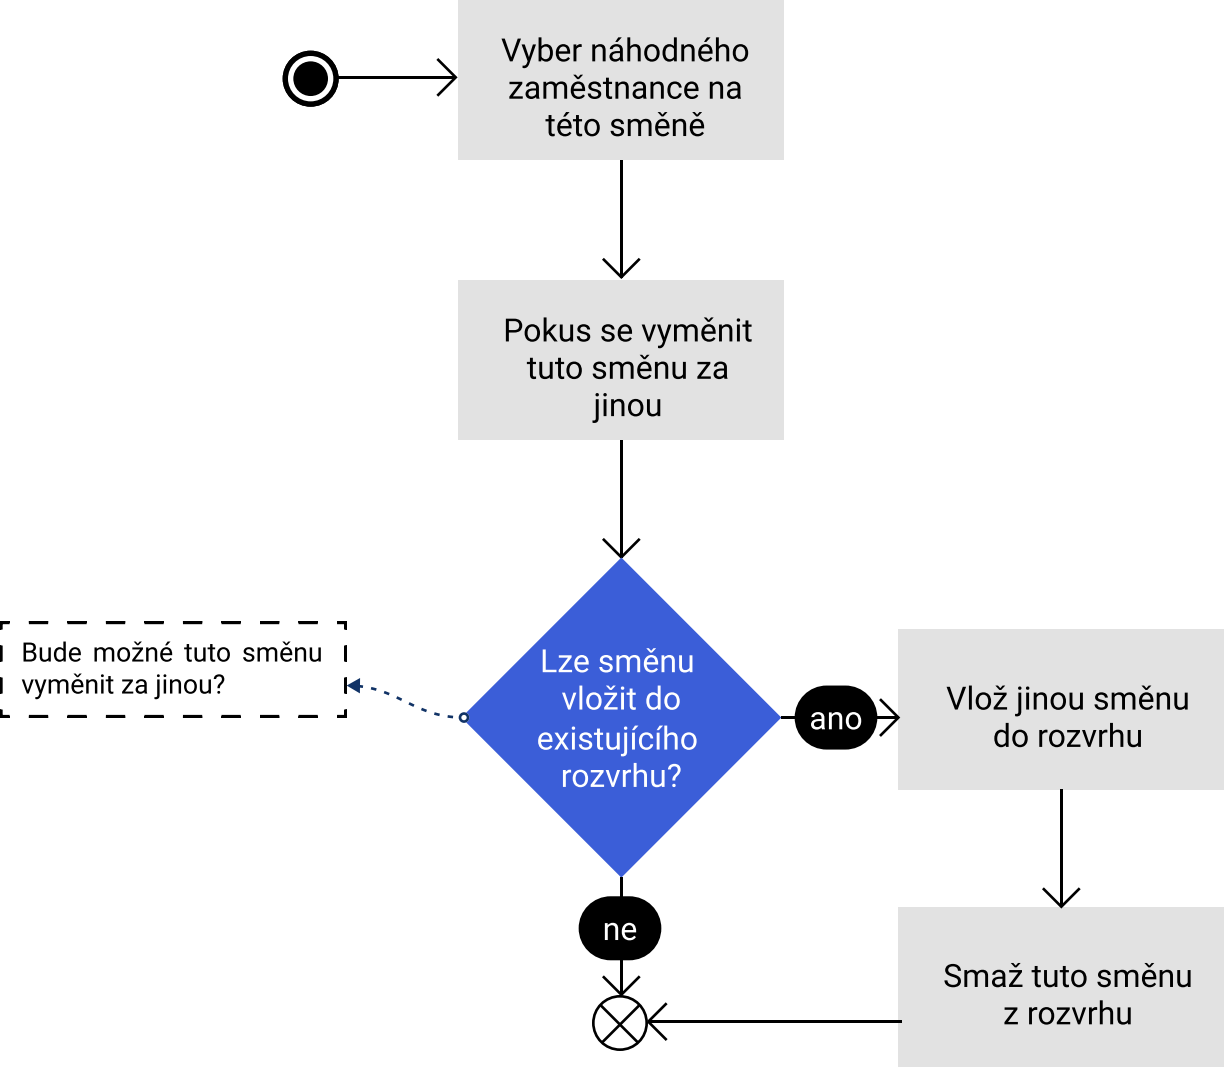 Vyber náhodného
zaměstnance na
této směně
Pokus se vyměnit
tuto směnu za
jinou
Bude možné tuto směnu
vyměnit za jinou?
Lze směnu
vložit do
existujícího
rozvrhu?
ano
Vlož jinou směnu
do rozvrhu
ne
Smaž tuto směnu
z rozvrhu